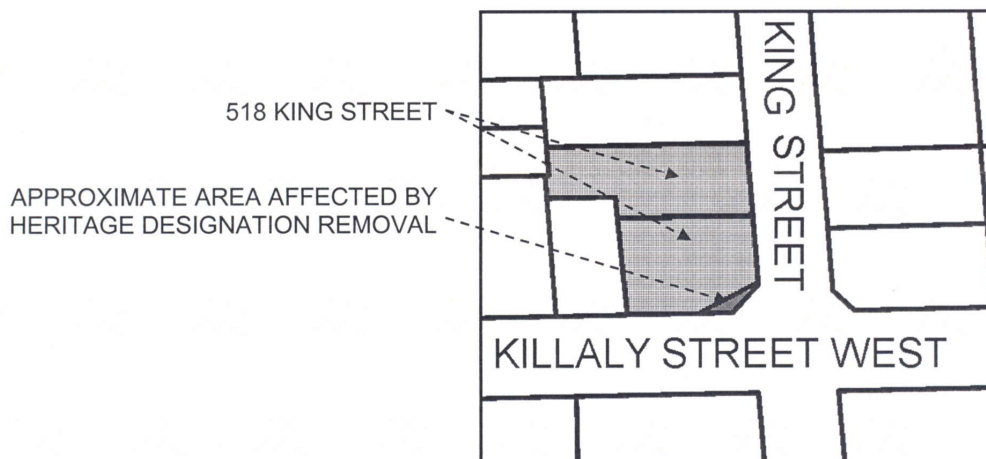 518 KING STREET
APPROXIMATE AREA AFFECTED BY
HERITAGE DESIGNATION REMOVAL
KING STREET
KILLALY STREET WEST